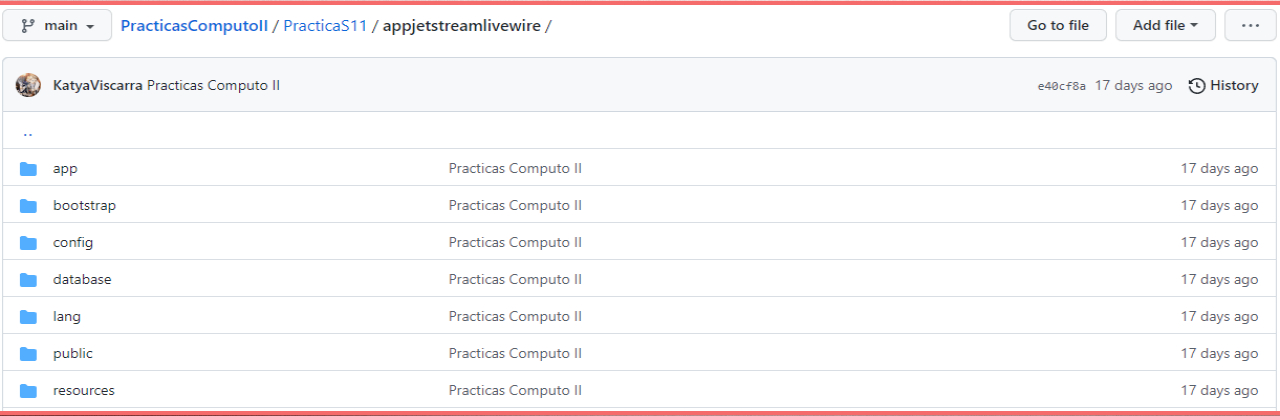 main PracticasComputoII / PracticaS11 / appjetstreamlivewire / Go to file Add file ...
KatyaViscarra Practicas Computo II e40cf8a 17 days ago History
..
app Practicas Computo II 17 days ago
bootstrap Practicas Computo II 17 days ago
config Practicas Computo II 17 days ago
database Practicas Computo II 17 days ago
lang Practicas Computo II 17 days ago
public Practicas Computo II 17 days ago
resources Practicas Computo II 17 days ago